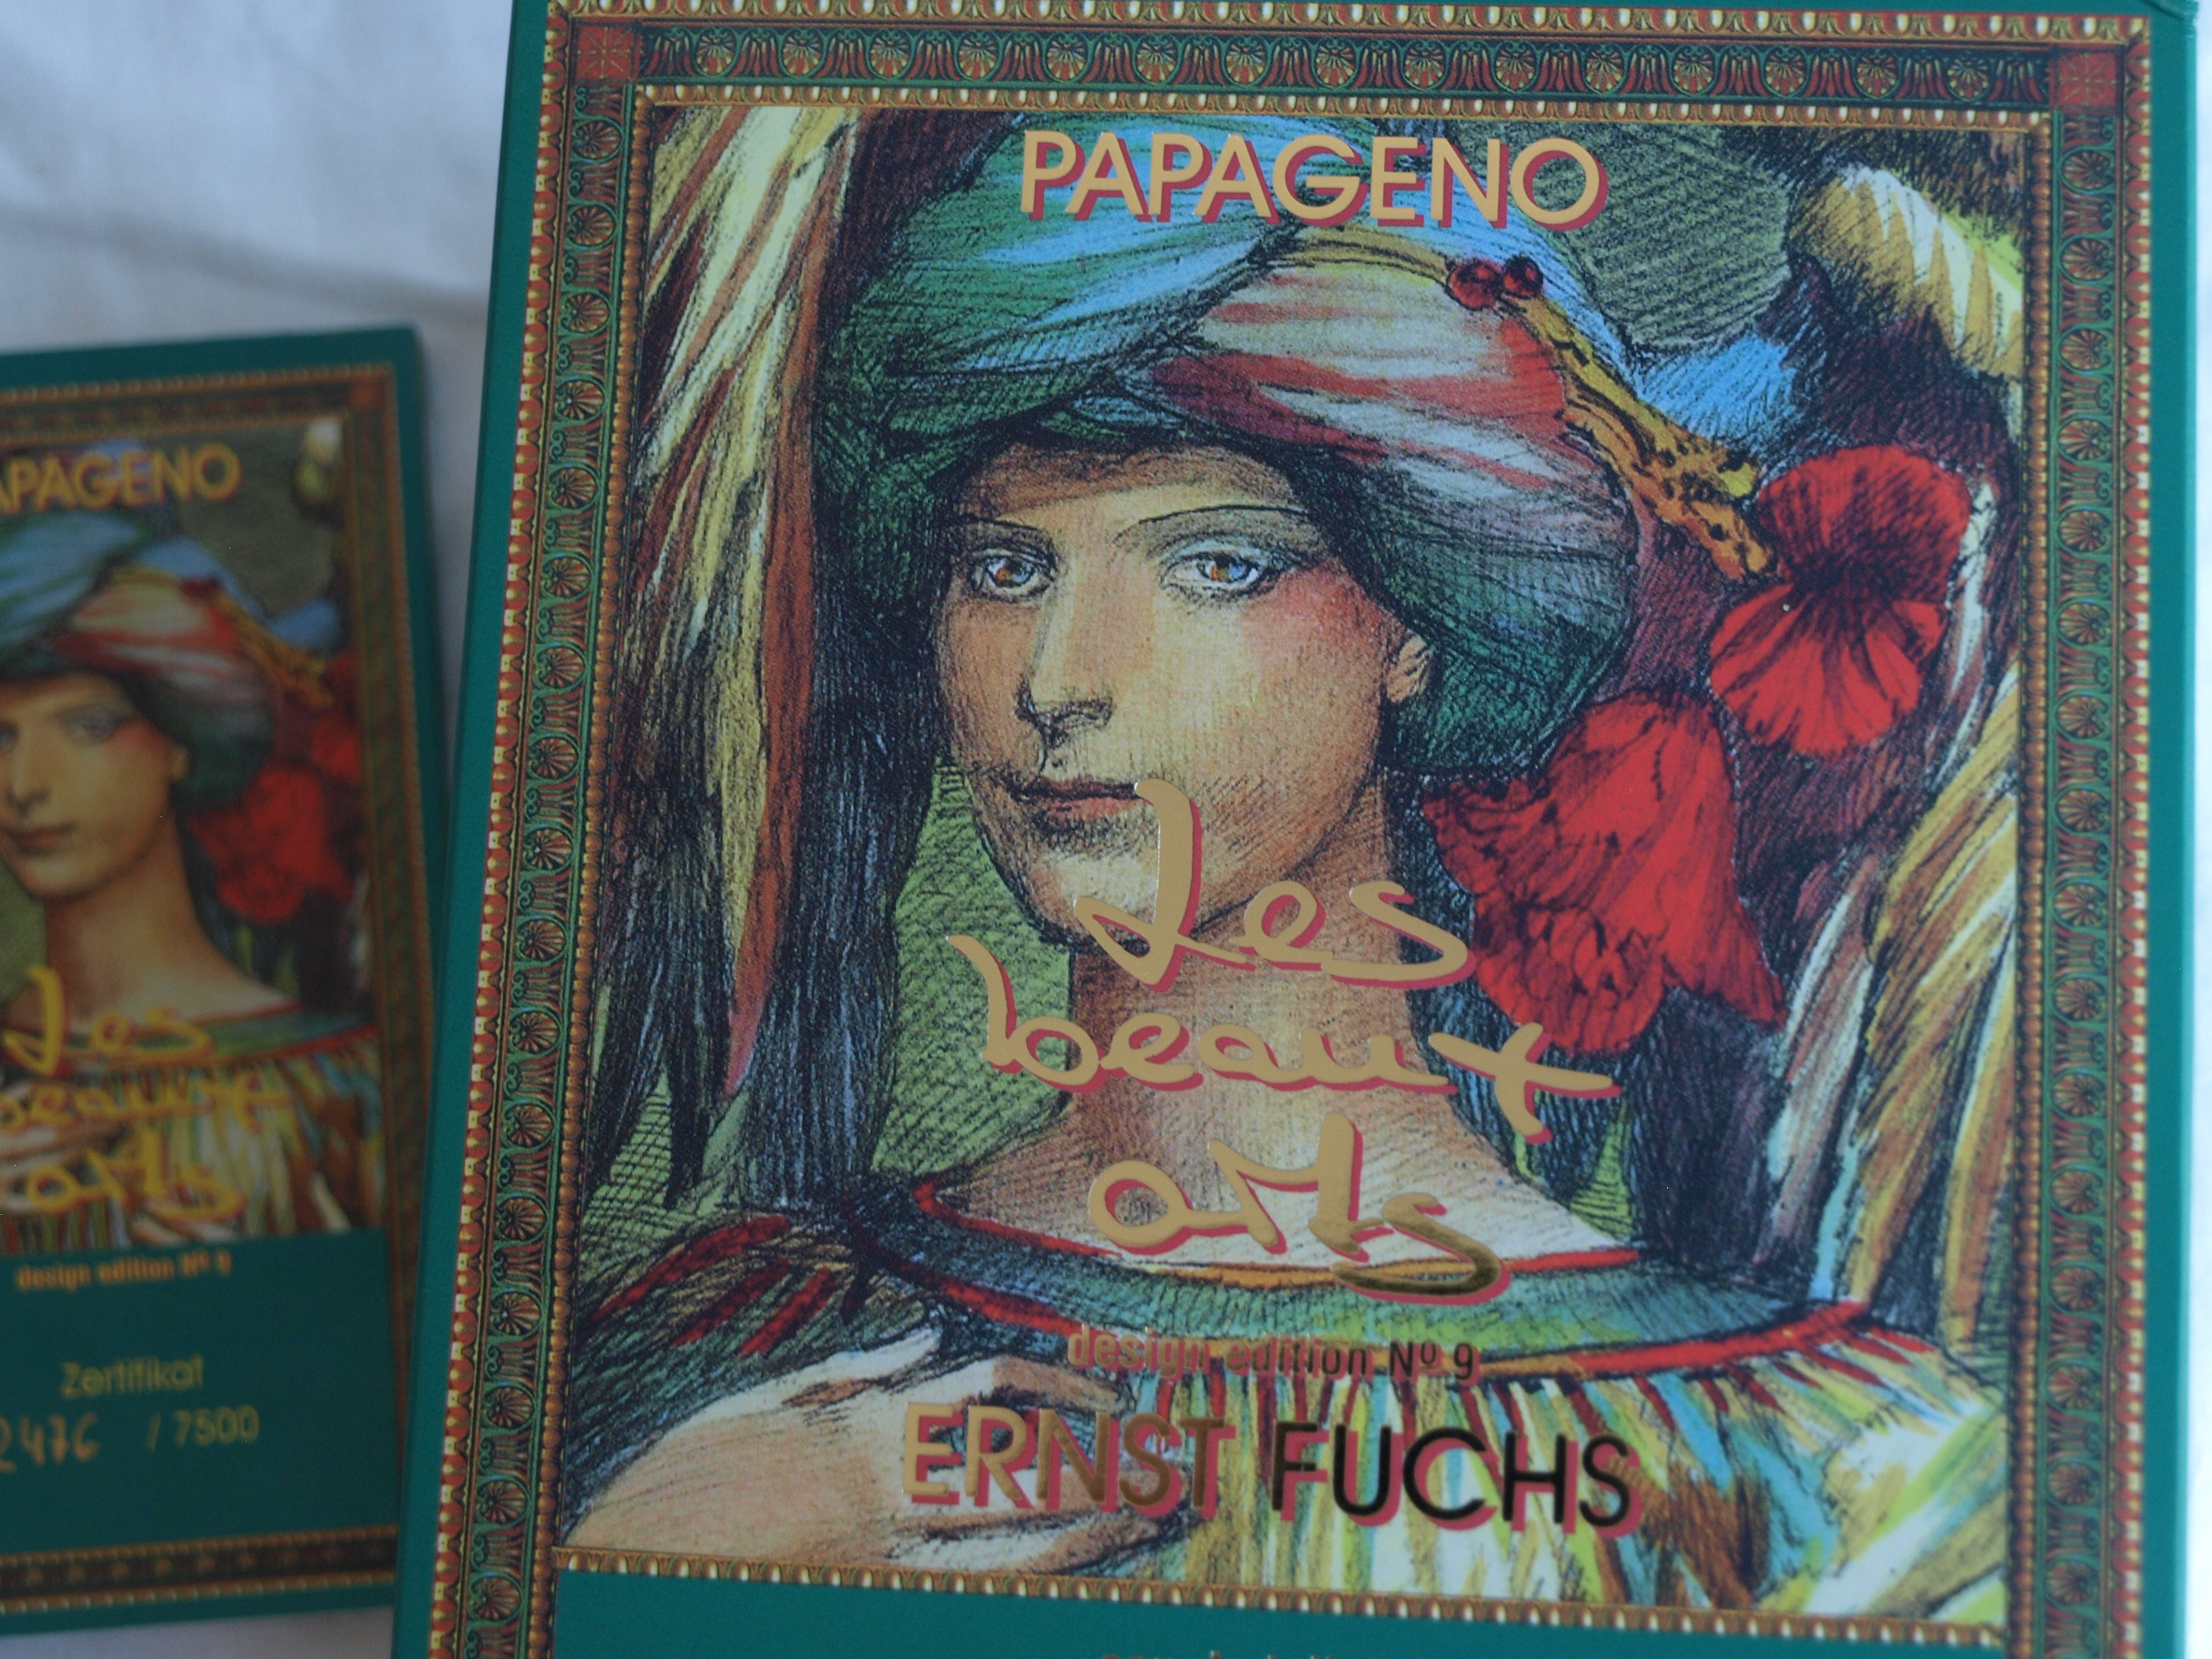 PAPAGENO
Les
beaux
arts
design edition Nº 9
ERNST FUCHS
APAGENO
Les
beaux
arts
design edition Nº 9
Zertifikat
2476 / 7500